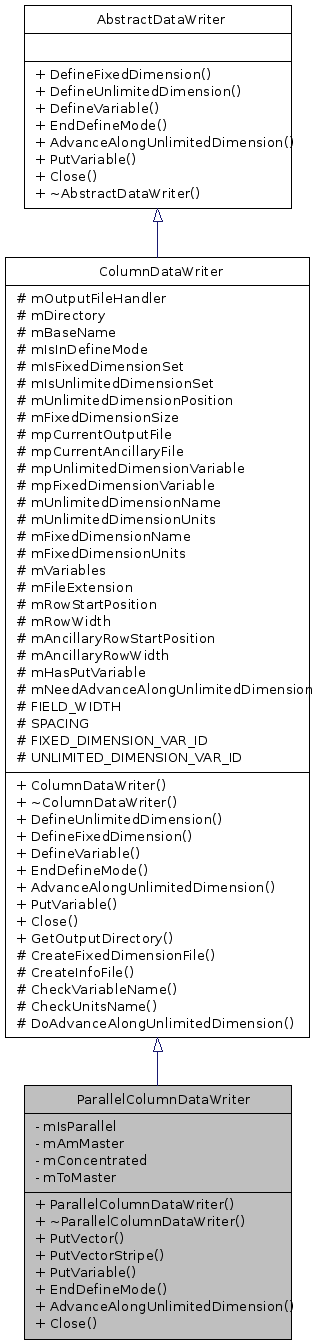 AbstractDataWriter
+ DefineFixedDimension()
+ DefineUnlimitedDimension()
+ DefineVariable()
+ EndDefineMode()
+ AdvanceAlongUnlimitedDimension()
+ PutVariable()
+ Close()
+ ~AbstractDataWriter()
ColumnDataWriter
# mOutputFileHandler
# mDirectory
# mBaseName
# mIsInDefineMode
# mIsFixedDimensionSet
# mIsUnlimitedDimensionSet
# mUnlimitedDimensionPosition
# mFixedDimensionSize
# mpCurrentOutputFile
# mpCurrentAncillaryFile
# mpUnlimitedDimensionVariable
# mpFixedDimensionVariable
# mUnlimitedDimensionName
# mUnlimitedDimensionUnits
# mFixedDimensionName
# mFixedDimensionUnits
# mVariables
# mFileExtension
# mRowStartPosition
# mRowWidth
# mAncillaryRowStartPosition
# mAncillaryRowWidth
# mHasPutVariable
# mNeedAdvanceAlongUnlimitedDimension
# FIELD_WIDTH
# SPACING
# FIXED_DIMENSION_VAR_ID
# UNLIMITED_DIMENSION_VAR_ID
+ ColumnDataWriter()
+ ~ColumnDataWriter()
+ DefineUnlimitedDimension()
+ DefineFixedDimension()
+ DefineVariable()
+ EndDefineMode()
+ AdvanceAlongUnlimitedDimension()
+ PutVariable()
+ Close()
+ GetOutputDirectory()
# CreateFixedDimensionFile()
# CreateInfoFile()
# CheckVariableName()
# CheckUnitsName()
# DoAdvanceAlongUnlimitedDimension()
ParallelColumnDataWriter
- mIsParallel
- mAmMaster
- mConcentrated
- mToMaster
+ ParallelColumnDataWriter()
+ ~ParallelColumnDataWriter()
+ PutVector()
+ PutVectorStripe()
+ PutVariable()
+ EndDefineMode()
+ AdvanceAlongUnlimitedDimension()
+ Close()